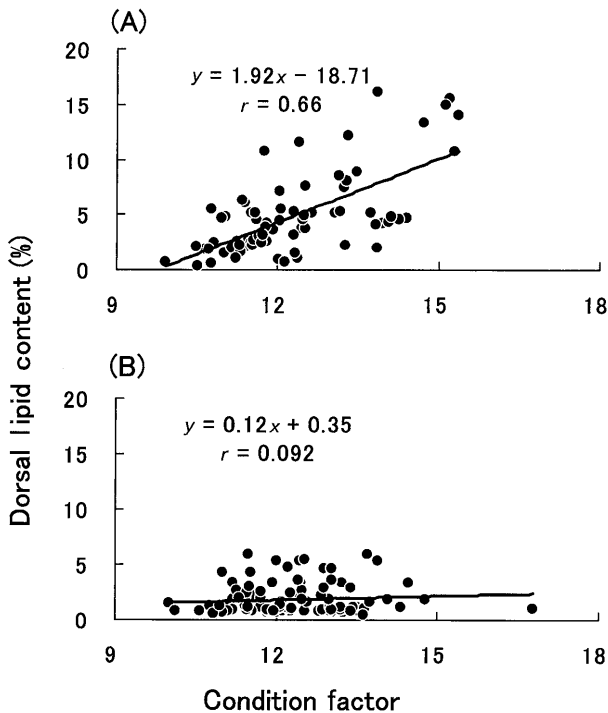 (A)
20
15
10
5
0
y = 1.92x − 18.71
r = 0.66
9
12
15
18
Dorsal lipid content (%)
(B)
20
15
10
5
0
y = 0.12x + 0.35
r = 0.092
9
12
15
18
Condition factor